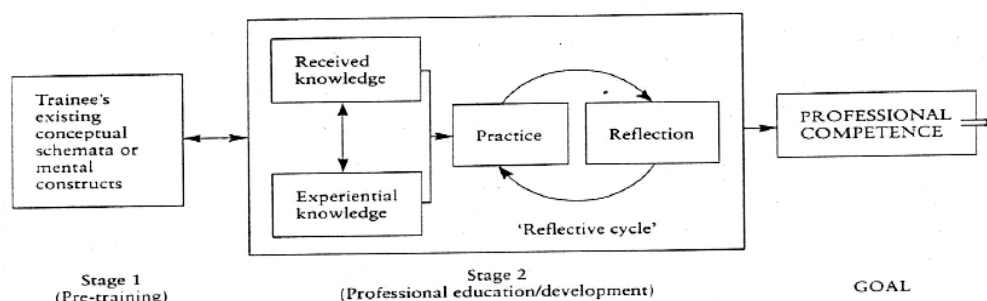 Trainee's
existing
conceptual
schemata or
mental
constructs
Received
knowledge
Experiential
knowledge
Practice
Reflection
'Reflective cycle'
PROFESSIONAL
COMPETENCE
Stage 1
(Pre-training)
Stage 2
(Professional education/development)
GOAL